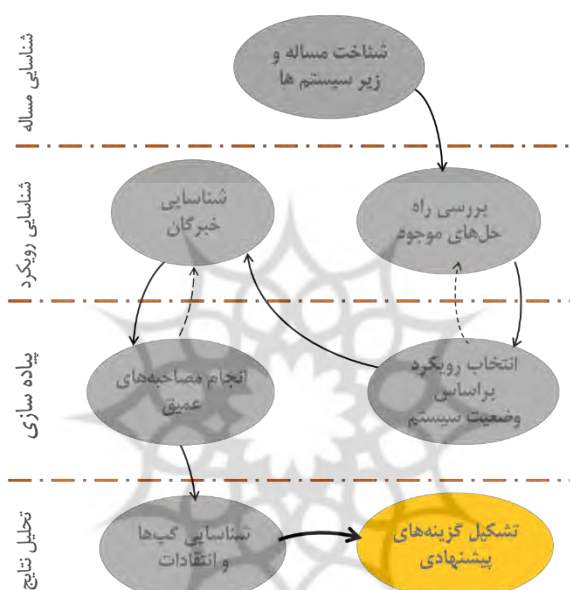 شناسایی مساله
شناخت مساله و
زیر سیستم ها
شناسایی رویکرد
بررسی راه
حل‌های موجود
شناسایی
خبرگان
پیاده سازی
انتخاب رویکرد
براساس
وضعیت سیستم
انجام مصاحبه‌های
عمیق
تحلیل نتایج
شناسایی گپ‌ها
و انتقادات
تشکیل گزینه‌های
پیشنهادی